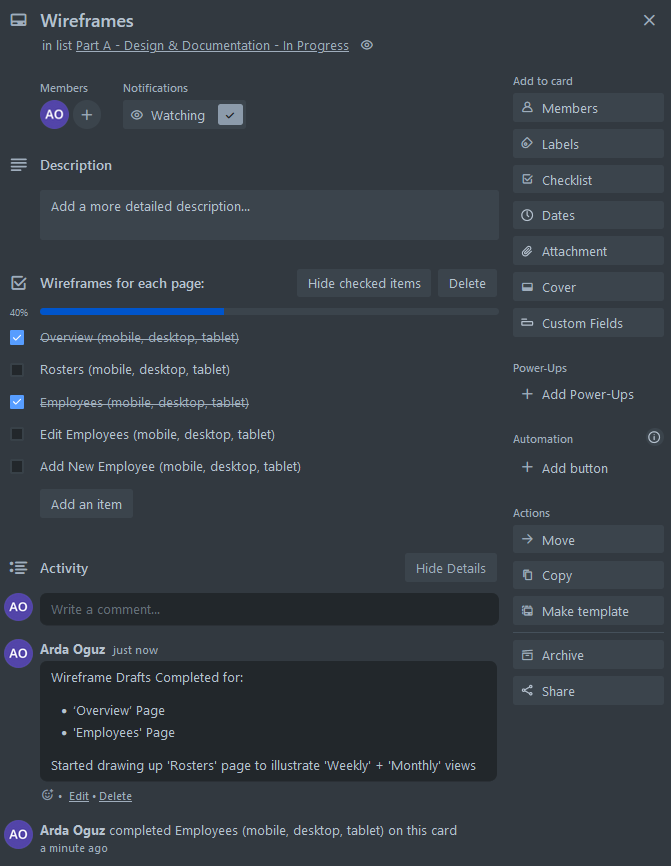 Wireframes
in list Part A - Design & Documentation - In Progress
Members
Notifications
AO
Watching
Description
Add a more detailed description...
Wireframes for each page:
Hide checked items
Delete
40%
Overview (mobile, desktop, tablet)
Rosters (mobile, desktop, tablet)
Employees (mobile, desktop, tablet)
Edit Employees (mobile, desktop, tablet)
Add New Employee (mobile, desktop, tablet)
Add an item
Activity
Hide Details
AO
Write a comment...
AO
Arda Oguz just now
Wireframe Drafts Completed for:
• 'Overview' Page
• 'Employees' Page
Started drawing up 'Rosters' page to illustrate 'Weekly' + 'Monthly' views
• Edit • Delete
AO
Arda Oguz completed Employees (mobile, desktop, tablet) on this card
a minute ago
Add to card
Members
Labels
Checklist
Dates
Attachment
Cover
Custom Fields
Power-Ups
+ Add Power-Ups
Automation
+ Add button
Actions
Move
Copy
Make template
Archive
Share